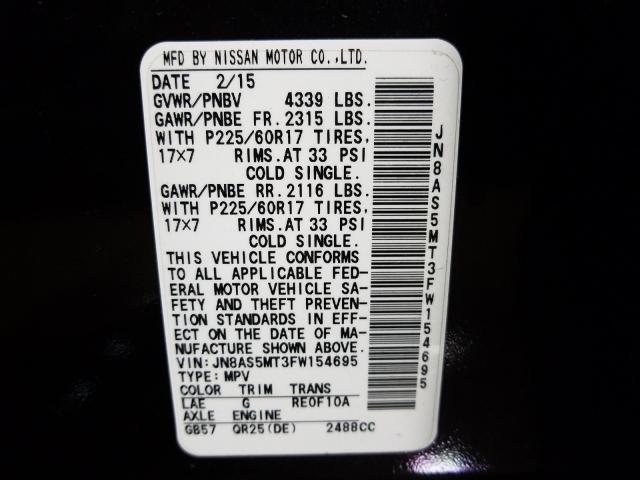 MFD BY NISSAN MOTOR CO.,LTD.
DATE 2/15
GVWR/PNBV 4339 LBS.
GAWR/PNBE FR. 2315 LBS.
WITH P225/60R17 TIRES,
17×7 RIMS. AT 33 PSI
COLD SINGLE.
GAWR/PNBE RR. 2116 LBS.
WITH P225/60R17 TIRES,
17×7 RIMS. AT 33 PSI
COLD SINGLE.
THIS VEHICLE CONFORMS
TO ALL APPLICABLE FED-
ERAL MOTOR VEHICLE SA-
FETY AND THEFT PREVEN-
TION STANDARDS IN EFF-
ECT ON THE DATE OF MA-
NUFACTURE SHOWN ABOVE.
VIN: JN8AS5MT3FW154695
TYPE: MPV
COLOR TRIM TRANS
LAE G RE0F10A
AXLE ENGINE
GB57 QR25(DE) 2488CC
JN8AS5MT3FW154695